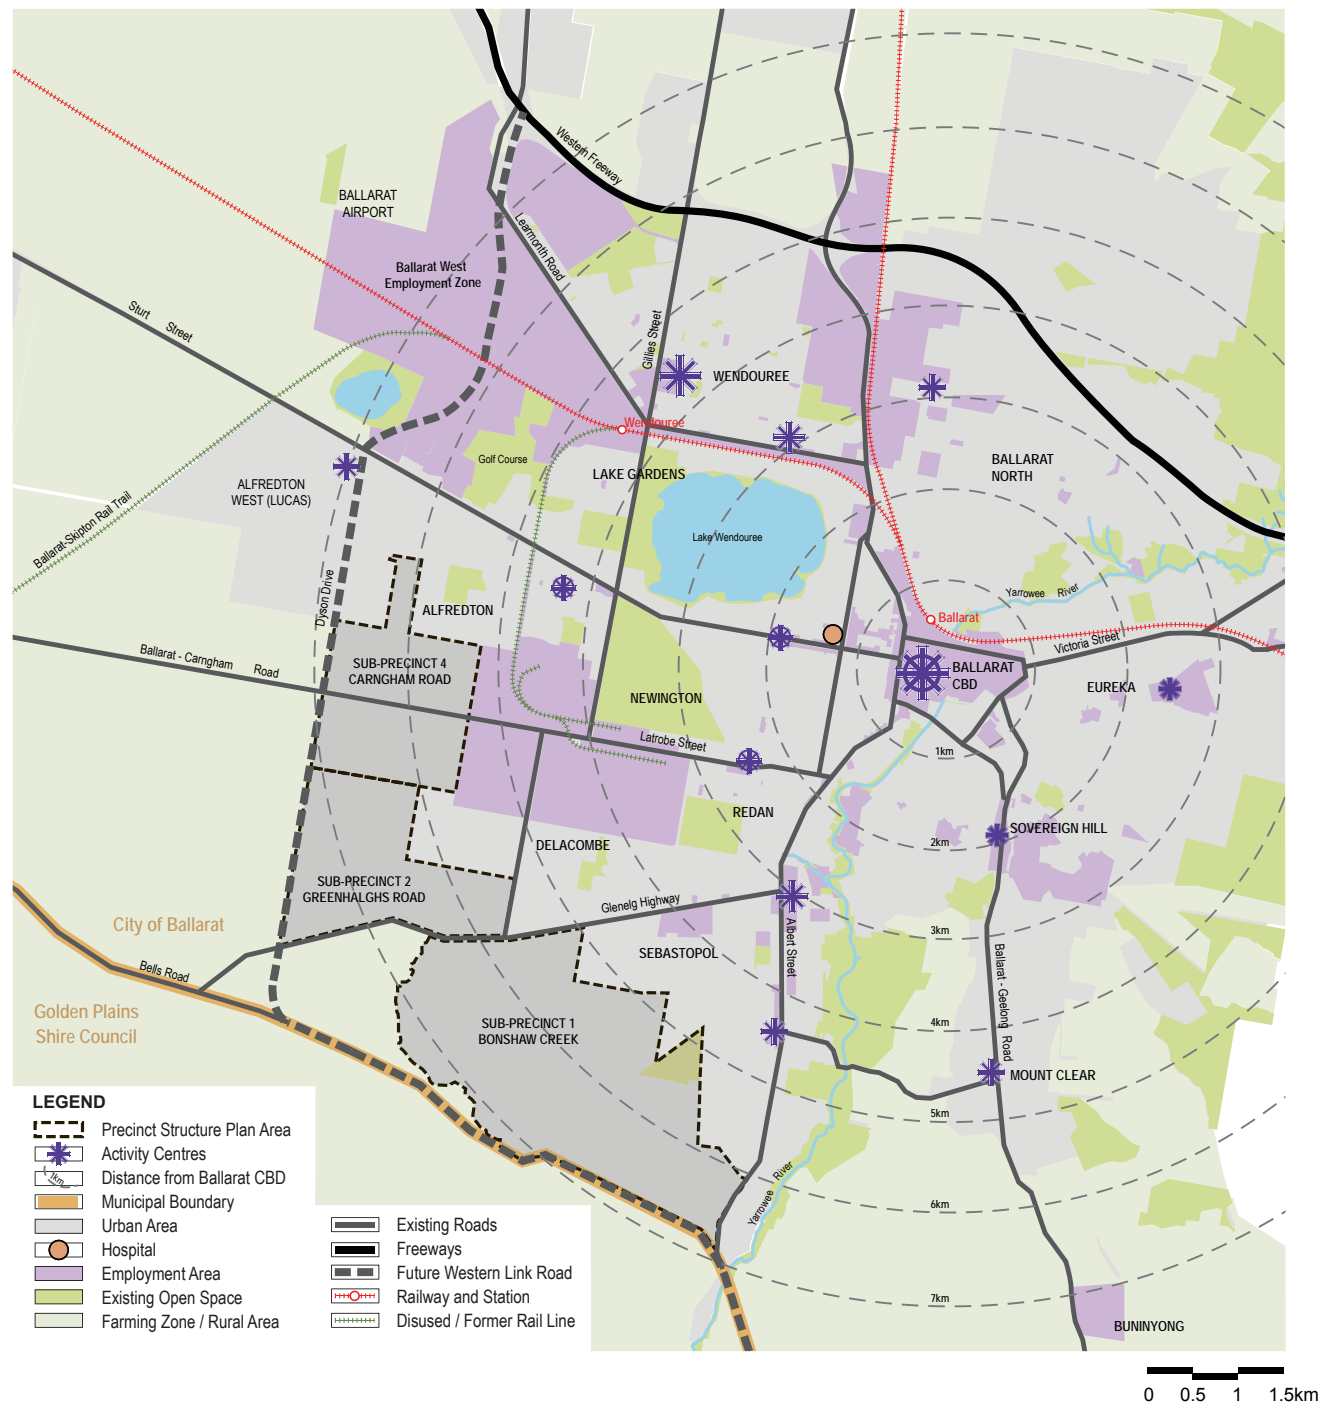 Western Freeway
BALLARAT
AIRPORT
Learmonth Road
Ballarat West
Employment Zone
Sturt Street
Gillies Street
WENDOUREE
Wendouree
Golf Course
LAKE GARDENS
BALLARAT
NORTH
ALFREDTON
WEST (LUCAS)
Ballarat-Skipton Rail Trail
Lake Wendouree
Dyson Drive
ALFREDTON
Yarrowee River
Ballarat
Victoria Street
Ballarat - Carngham Road
SUB-PRECINCT 4
CARNGHAM ROAD
BALLARAT
CBD
EUREKA
NEWINGTON
Latrobe Street
1km
REDAN
SOVEREIGN HILL
2km
DELACOMBE
SUB-PRECINCT 2
GREENHALGHS ROAD
Glenelg Highway
City of Ballarat
3km
Albert Street
SEBASTOPOL
Ballarat - Geelong Road
Bells Road
Golden Plains
Shire Council
4km
SUB-PRECINCT 1
BONSHAW CREEK
MOUNT CLEAR
5km
Yarrowee River
6km
7km
BUNINYONG
LEGEND
Precinct Structure Plan Area
Activity Centres
1km
Distance from Ballarat CBD
Municipal Boundary
Urban Area
Hospital
Employment Area
Existing Open Space
Farming Zone / Rural Area
Existing Roads
Freeways
Future Western Link Road
Railway and Station
Disused / Former Rail Line
0 0.5 1 1.5km